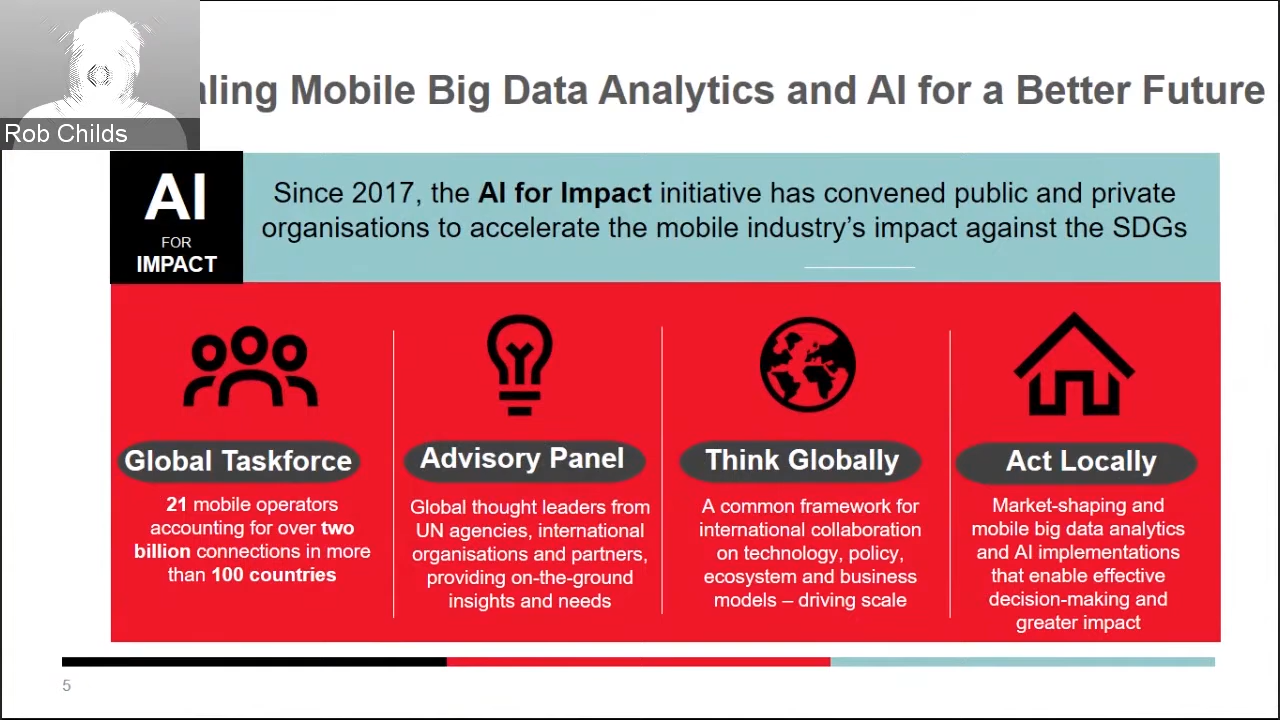 Rob Childs
aling Mobile Big Data Analytics and AI for a Better Future
AI
FOR
IMPACT
Since 2017, the AI for Impact initiative has convened public and private
organisations to accelerate the mobile industry's impact against the SDGs
Global Taskforce
21 mobile operators
accounting for over two
billion connections in more
than 100 countries
Advisory Panel
Global thought leaders from
UN agencies, international
organisations and partners,
providing on-the-ground
insights and needs
Think Globally
A common framework for
international collaboration
on technology, policy,
ecosystem and business
models – driving scale
Act Locally
Market-shaping and
mobile big data analytics
and AI implementations
that enable effective
decision-making and
greater impact
5